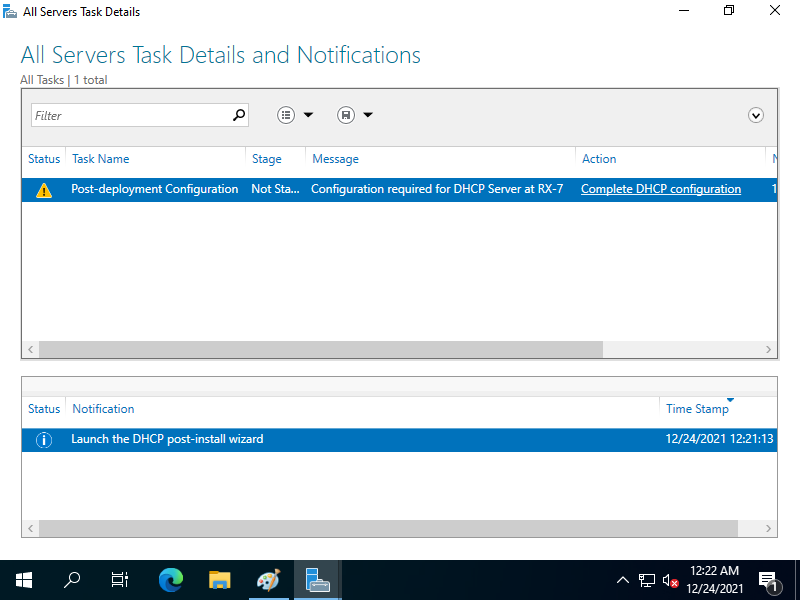 All Servers Task Details
All Servers Task Details and Notifications
All Tasks | 1 total
Filter
Status Task Name Stage Message Action N
Post-deployment Configuration Not Sta... Configuration required for DHCP Server at RX-7 Complete DHCP configuration 1
Status Notification Time Stamp
Launch the DHCP post-install wizard 12/24/2021 12:21:13
12:22 AM
12/24/2021
1